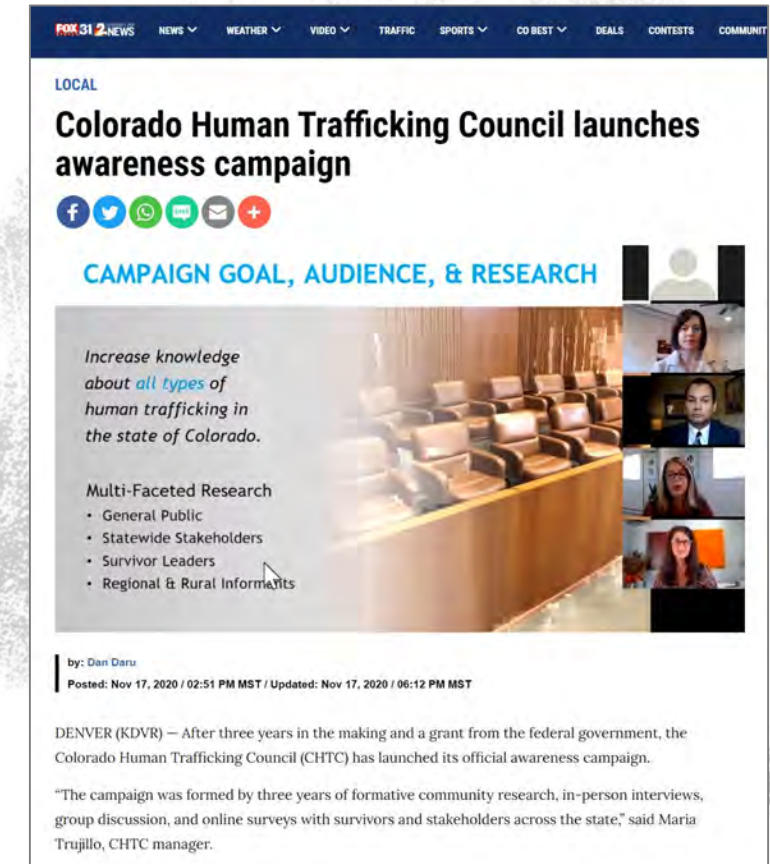 FOX 31 2 NEWS NEWS WEATHER VIDEO TRAFFIC SPORTS CO BEST DEALS CONTESTS COMMUNIT
LOCAL
Colorado Human Trafficking Council launches
awareness campaign
CAMPAIGN GOAL, AUDIENCE, & RESEARCH
Increase knowledge
about all types of
human trafficking in
the state of Colorado.
Multi-Faceted Research
• General Public
• Statewide Stakeholders
• Survivor Leaders
• Regional & Rural Informants
by: Dan Daru
Posted: Nov 17, 2020 / 02:51 PM MST / Updated: Nov 17, 2020 / 06:12 PM MST
DENVER (KDVR) — After three years in the making and a grant from the federal government, the
Colorado Human Trafficking Council (CHTC) has launched its official awareness campaign.
“The campaign was formed by three years of formative community research, in-person interviews,
group discussion, and online surveys with survivors and stakeholders across the state,” said Maria
Trujillo, CHTC manager.